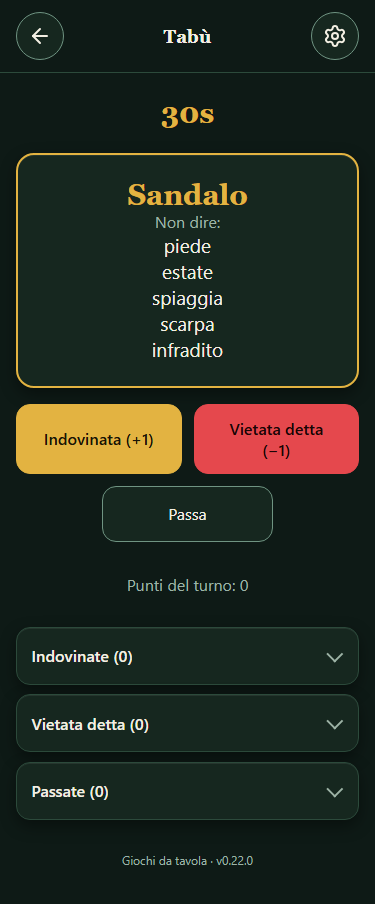 Tabù
30s
Sandalo
Non dire:
piede
estate
spiaggia
scarpa
infradito
Indovinata (+1)
Vietata detta
(−1)
Passa
Punti del turno: 0
Indovinate (0)
Vietata detta (0)
Passate (0)
Giochi da tavola · v0.22.0